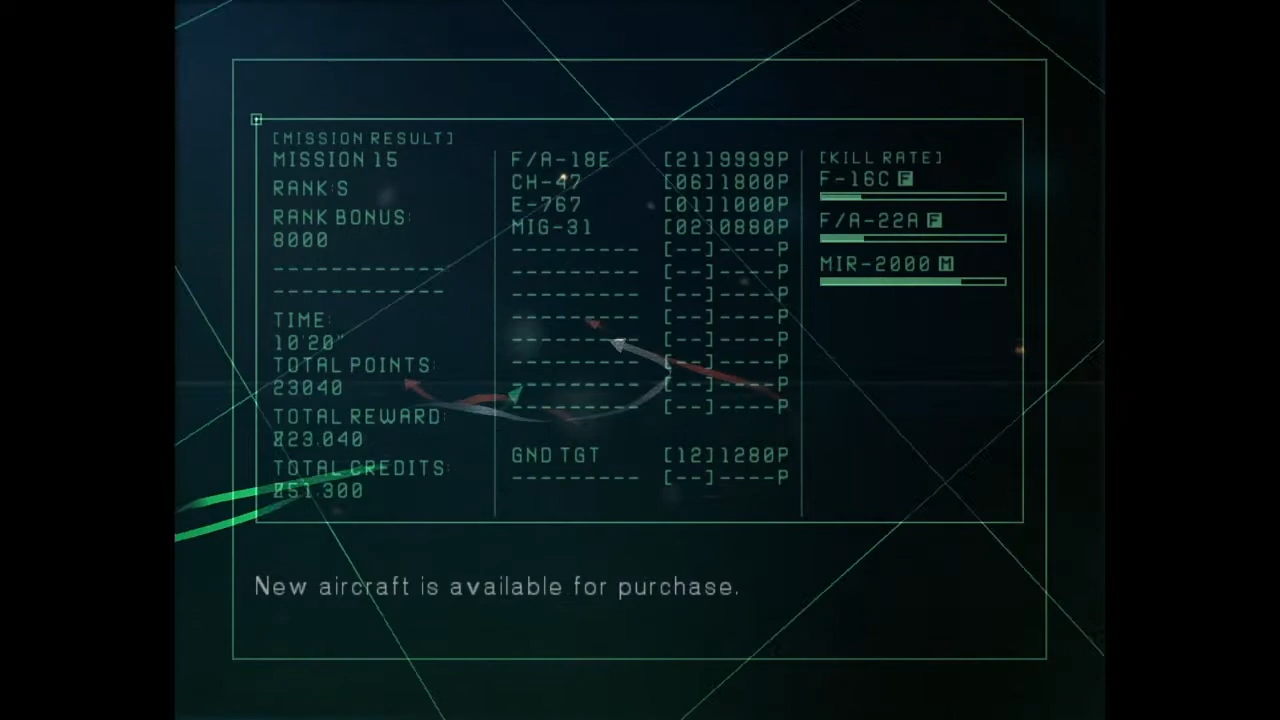 [MISSION RESULT]
MISSION 15
RANK:S
RANK BONUS:
8000
-----------------
-----------------
TIME:
10'20"
TOTAL POINTS:
23040
TOTAL REWARD:
Z23.040
TOTAL CREDITS:
Z51.300
F/A-18E [21]9999P
CH-47 [06]1800P
E-767 [01]1000P
MIG-31 [02]0880P
------------- [--]----P
------------- [--]----P
------------- [--]----P
------------- [--]----P
------------- [--]----P
------------- [--]----P
------------- [--]----P
------------- [--]----P
GND TGT [12]1280P
------------- [--]----P
[KILL RATE]
F-16C F
F/A-22A F
MIR-2000 M
New aircraft is available for purchase.